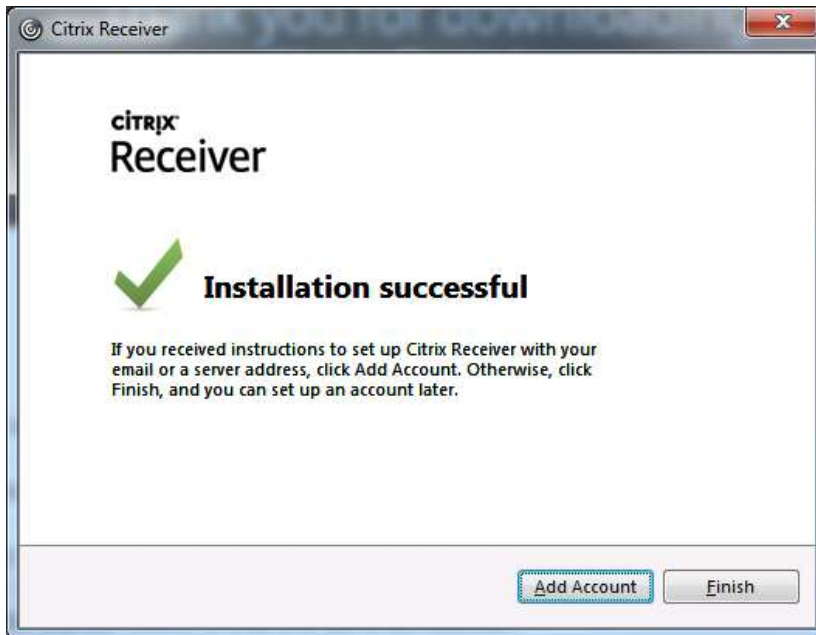 Citrix Receiver
CITRIX
Receiver
Installation successful
If you received instructions to set up Citrix Receiver with your
email or a server address, click Add Account. Otherwise, click
Finish, and you can set up an account later.
Add Account
Finish